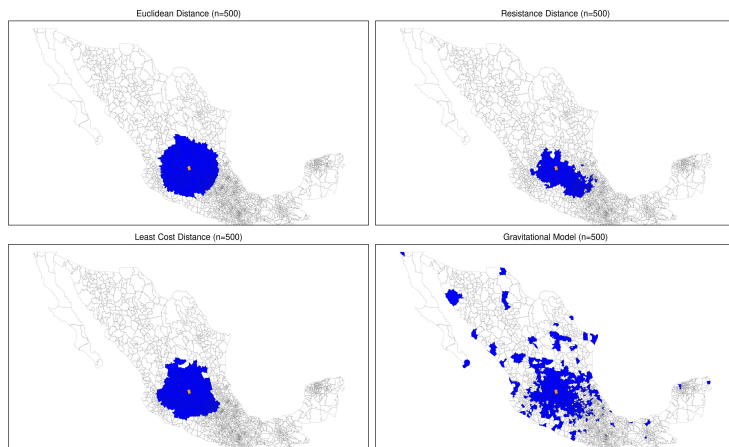 Euclidean Distance (n=500)
Resistance Distance (n=500)
Least Cost Distance (n=500)
Gravitational Model (n=500)